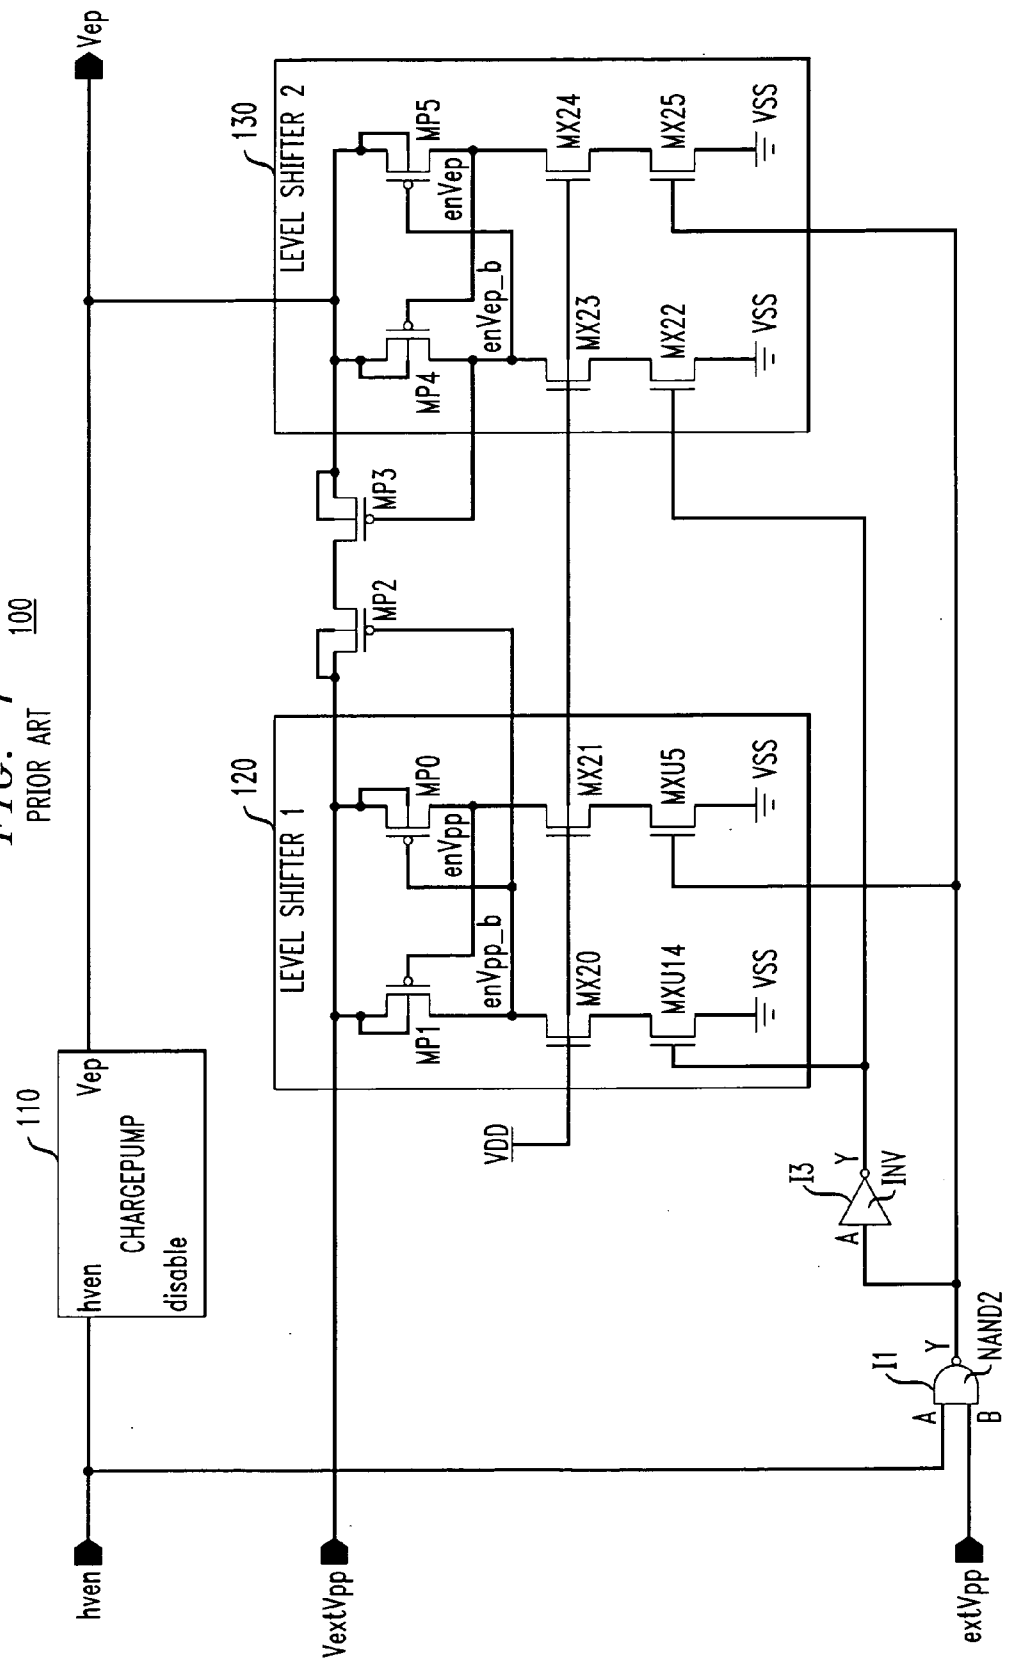 PRIOR ART
100
hven
VextVpp
extVpp
110
hven
Vep
CHARGEPUMP
disable
Vep
120
LEVEL SHIFTER 1
MP1
MP0
enVpp
enVpp_b
MX20
MX21
MXU14
MXU5
VSS
VSS
VDD
MP2
MP3
130
LEVEL SHIFTER 2
MP4
MP5
enVep
enVep_b
MX23
MX24
MX22
MX25
VSS
VSS
I3
A
Y
INV
I1
A
B
Y
NAND2